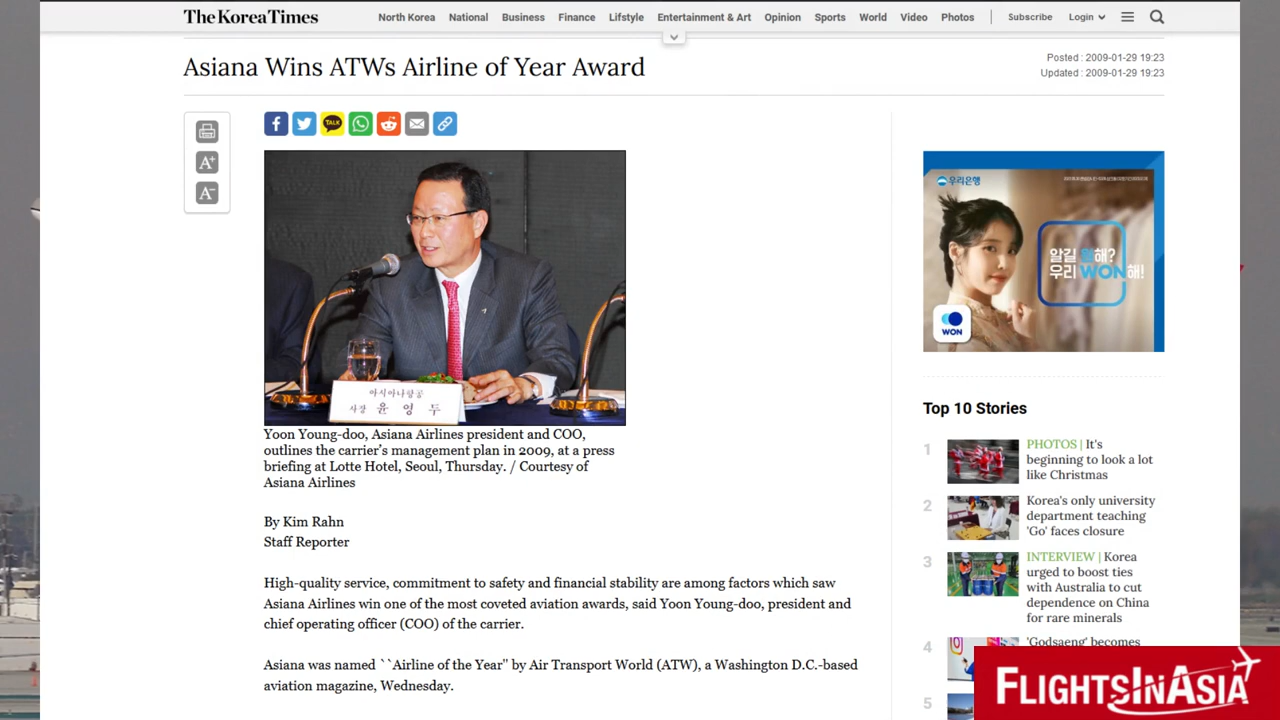 The Korea Times
North Korea National Business Finance Lifstyle Entertainment & Art Opinion Sports World Video Photos Subscribe Login
Asiana Wins ATWs Airline of Year Award
Posted : 2009-01-29 19:23
Updated : 2009-01-29 19:23
TALK
A+
A-
아시아나항공
사장 윤영두
Yoon Young-doo, Asiana Airlines president and COO,
outlines the carrier's management plan in 2009, at a press
briefing at Lotte Hotel, Seoul, Thursday. / Courtesy of
Asiana Airlines
By Kim Rahn
Staff Reporter
High-quality service, commitment to safety and financial stability are among factors which saw
Asiana Airlines win one of the most coveted aviation awards, said Yoon Young-doo, president and
chief operating officer (COO) of the carrier.
Asiana was named ``Airline of the Year'' by Air Transport World (ATW), a Washington D.C.-based
aviation magazine, Wednesday.
우리은행
알길 원해?
우리 WON해!
WON
Top 10 Stories
1
PHOTOS | It's
beginning to look a lot
like Christmas
2
Korea's only university
department teaching
'Go' faces closure
3
INTERVIEW | Korea
urged to boost ties
with Australia to cut
dependence on China
for rare minerals
4
'Godsaeng' becomes
5
FLIGHTSINASIA